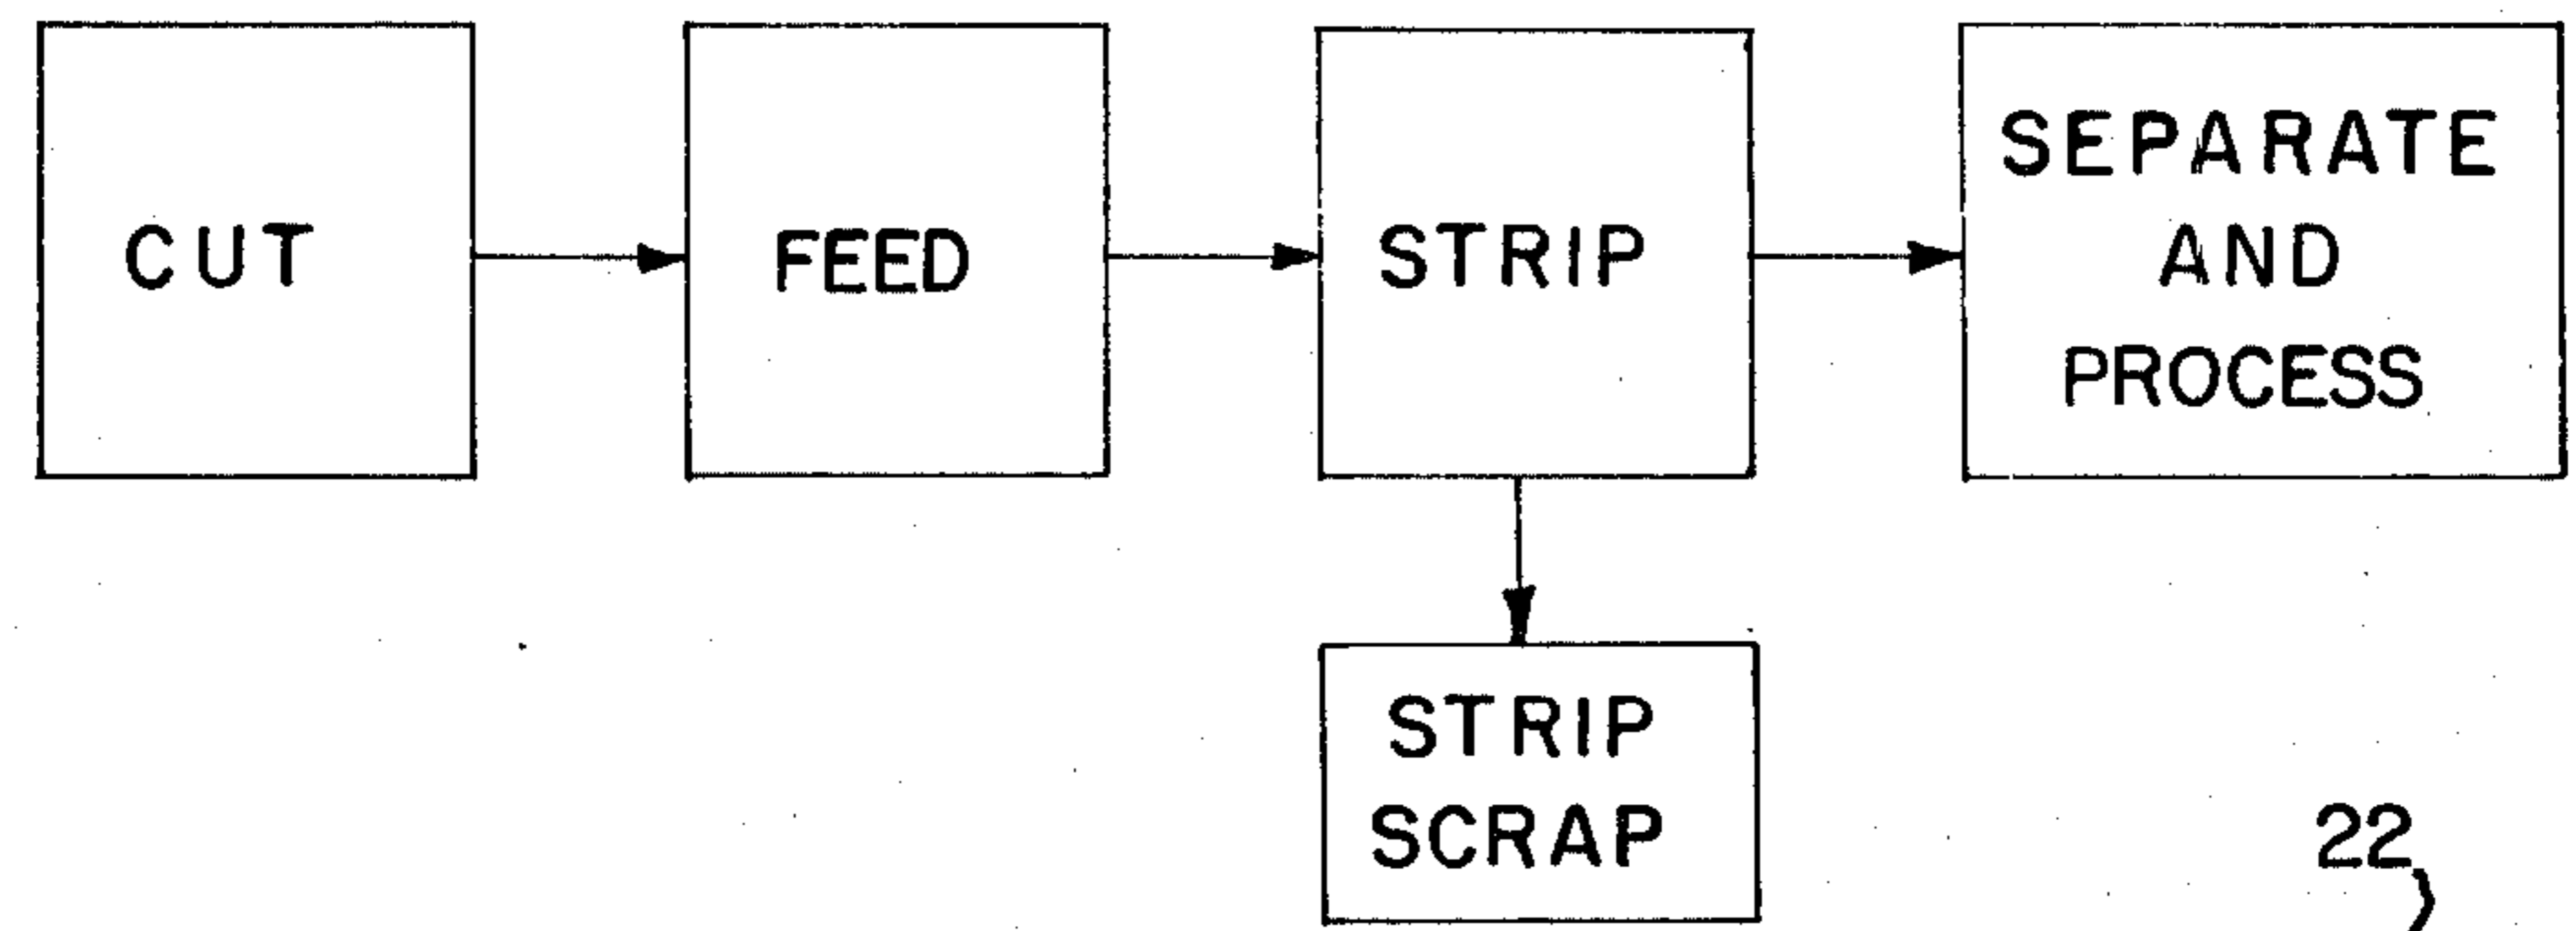 CUT
FEED
STRIP
SEPARATE
AND
PROCESS
STRIP
SCRAP
22